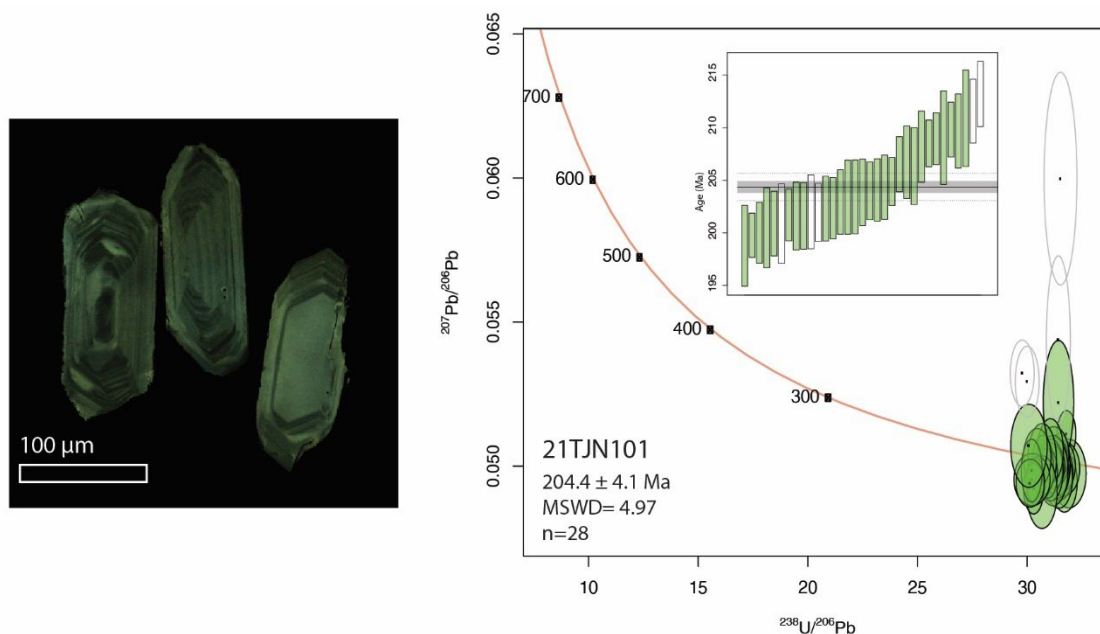 100 µm
0.065
0.060
0.055
0.050
²⁰⁷Pb/²⁰⁶Pb
700
600
500
400
300
215
210
205
200
195
Age (Ma)
21TJN101
204.4 ± 4.1 Ma
MSWD= 4.97
n=28
10 15 20 25 30
²³⁸U/²⁰⁶Pb